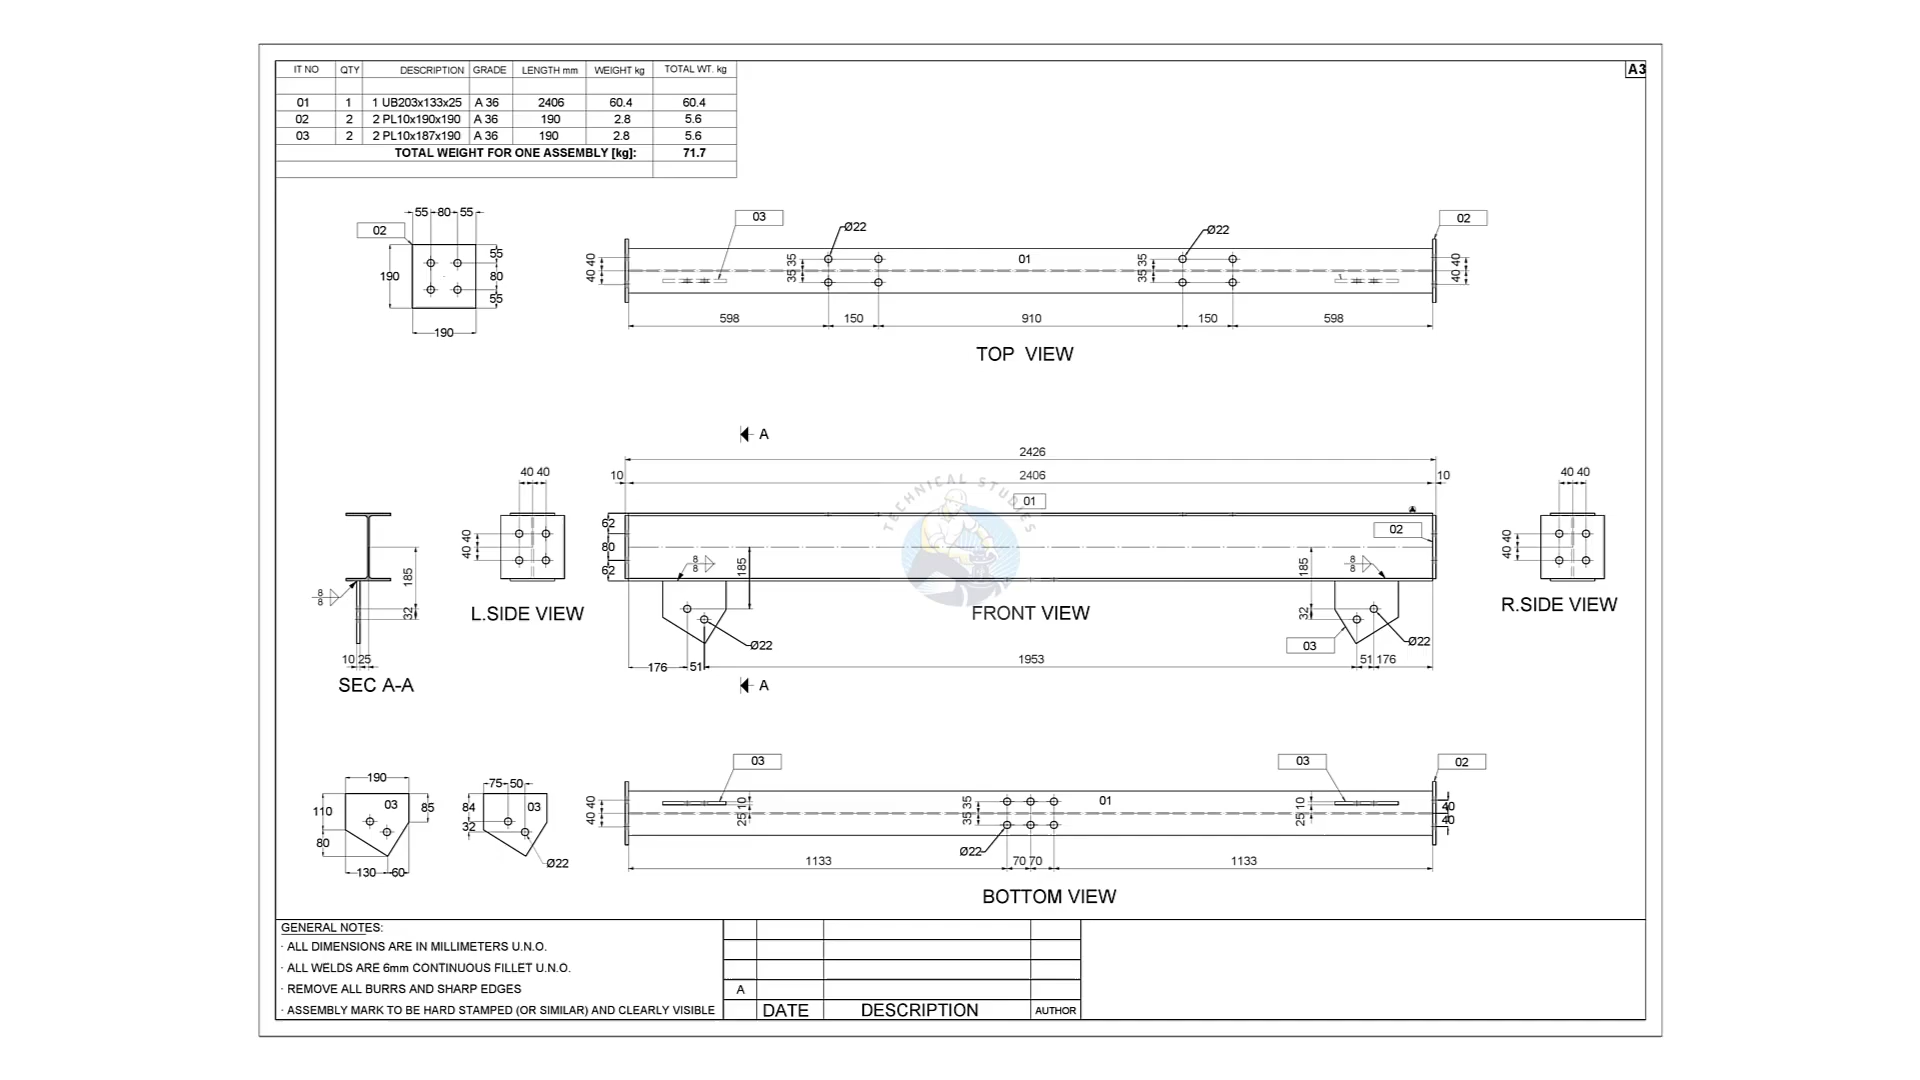 A3
IT NO QTY DESCRIPTION GRADE LENGTH mm WEIGHT kg TOTAL WT. kg
01 1 1 UB203x133x25 A 36 2406 60.4 60.4
02 2 2 PL10x190x190 A 36 190 2.8 5.6
03 2 2 PL10x187x190 A 36 190 2.8 5.6
TOTAL WEIGHT FOR ONE ASSEMBLY [kg]: 71.7
55 80 55
02
190
55
80
55
190
03 Ø22 Ø22 02
01
40 40
35 35
35 35
40 40
598 150 910 150 598
TOP VIEW
A
2426
10 2406 10
01
02
62
80
62
8
8
185
8
8
185
32
03
Ø22
Ø22
176 51 1953 51 176
FRONT VIEW
A
TECHNICAL STUDIES
40 40
40 40
L.SIDE VIEW
40 40
40 40
R.SIDE VIEW
8
8
185
32
10 25
SEC A-A
190
110
80
03
85
130 60
75 50
84
32
03
Ø22
03 03 02
01
40 40
25 10
35 35
25 10
40
40
Ø22
1133 70 70 1133
BOTTOM VIEW
GENERAL NOTES:
· ALL DIMENSIONS ARE IN MILLIMETERS U.N.O.
· ALL WELDS ARE 6mm CONTINUOUS FILLET U.N.O.
· REMOVE ALL BURRS AND SHARP EDGES
· ASSEMBLY MARK TO BE HARD STAMPED (OR SIMILAR) AND CLEARLY VISIBLE
A
DATE DESCRIPTION AUTHOR